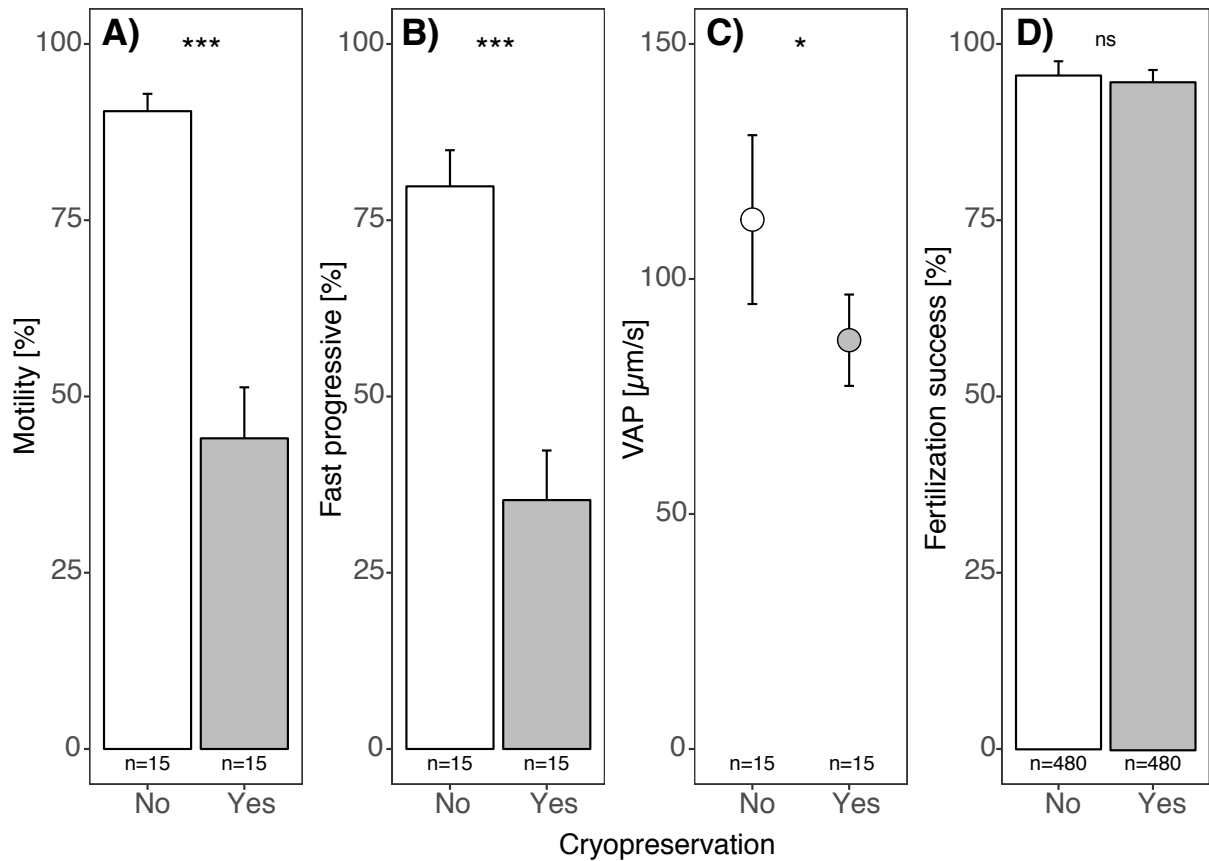 A)
***
Motility [%]
100
75
50
25
0
n=15
n=15
No
Yes
B)
***
Fast progressive [%]
100
75
50
25
0
n=15
n=15
No
Yes
C)
*
VAP [µm/s]
150
100
50
0
n=15
n=15
No
Yes
D)
ns
Fertilization success [%]
100
75
50
25
0
n=480
n=480
No
Yes
Cryopreservation